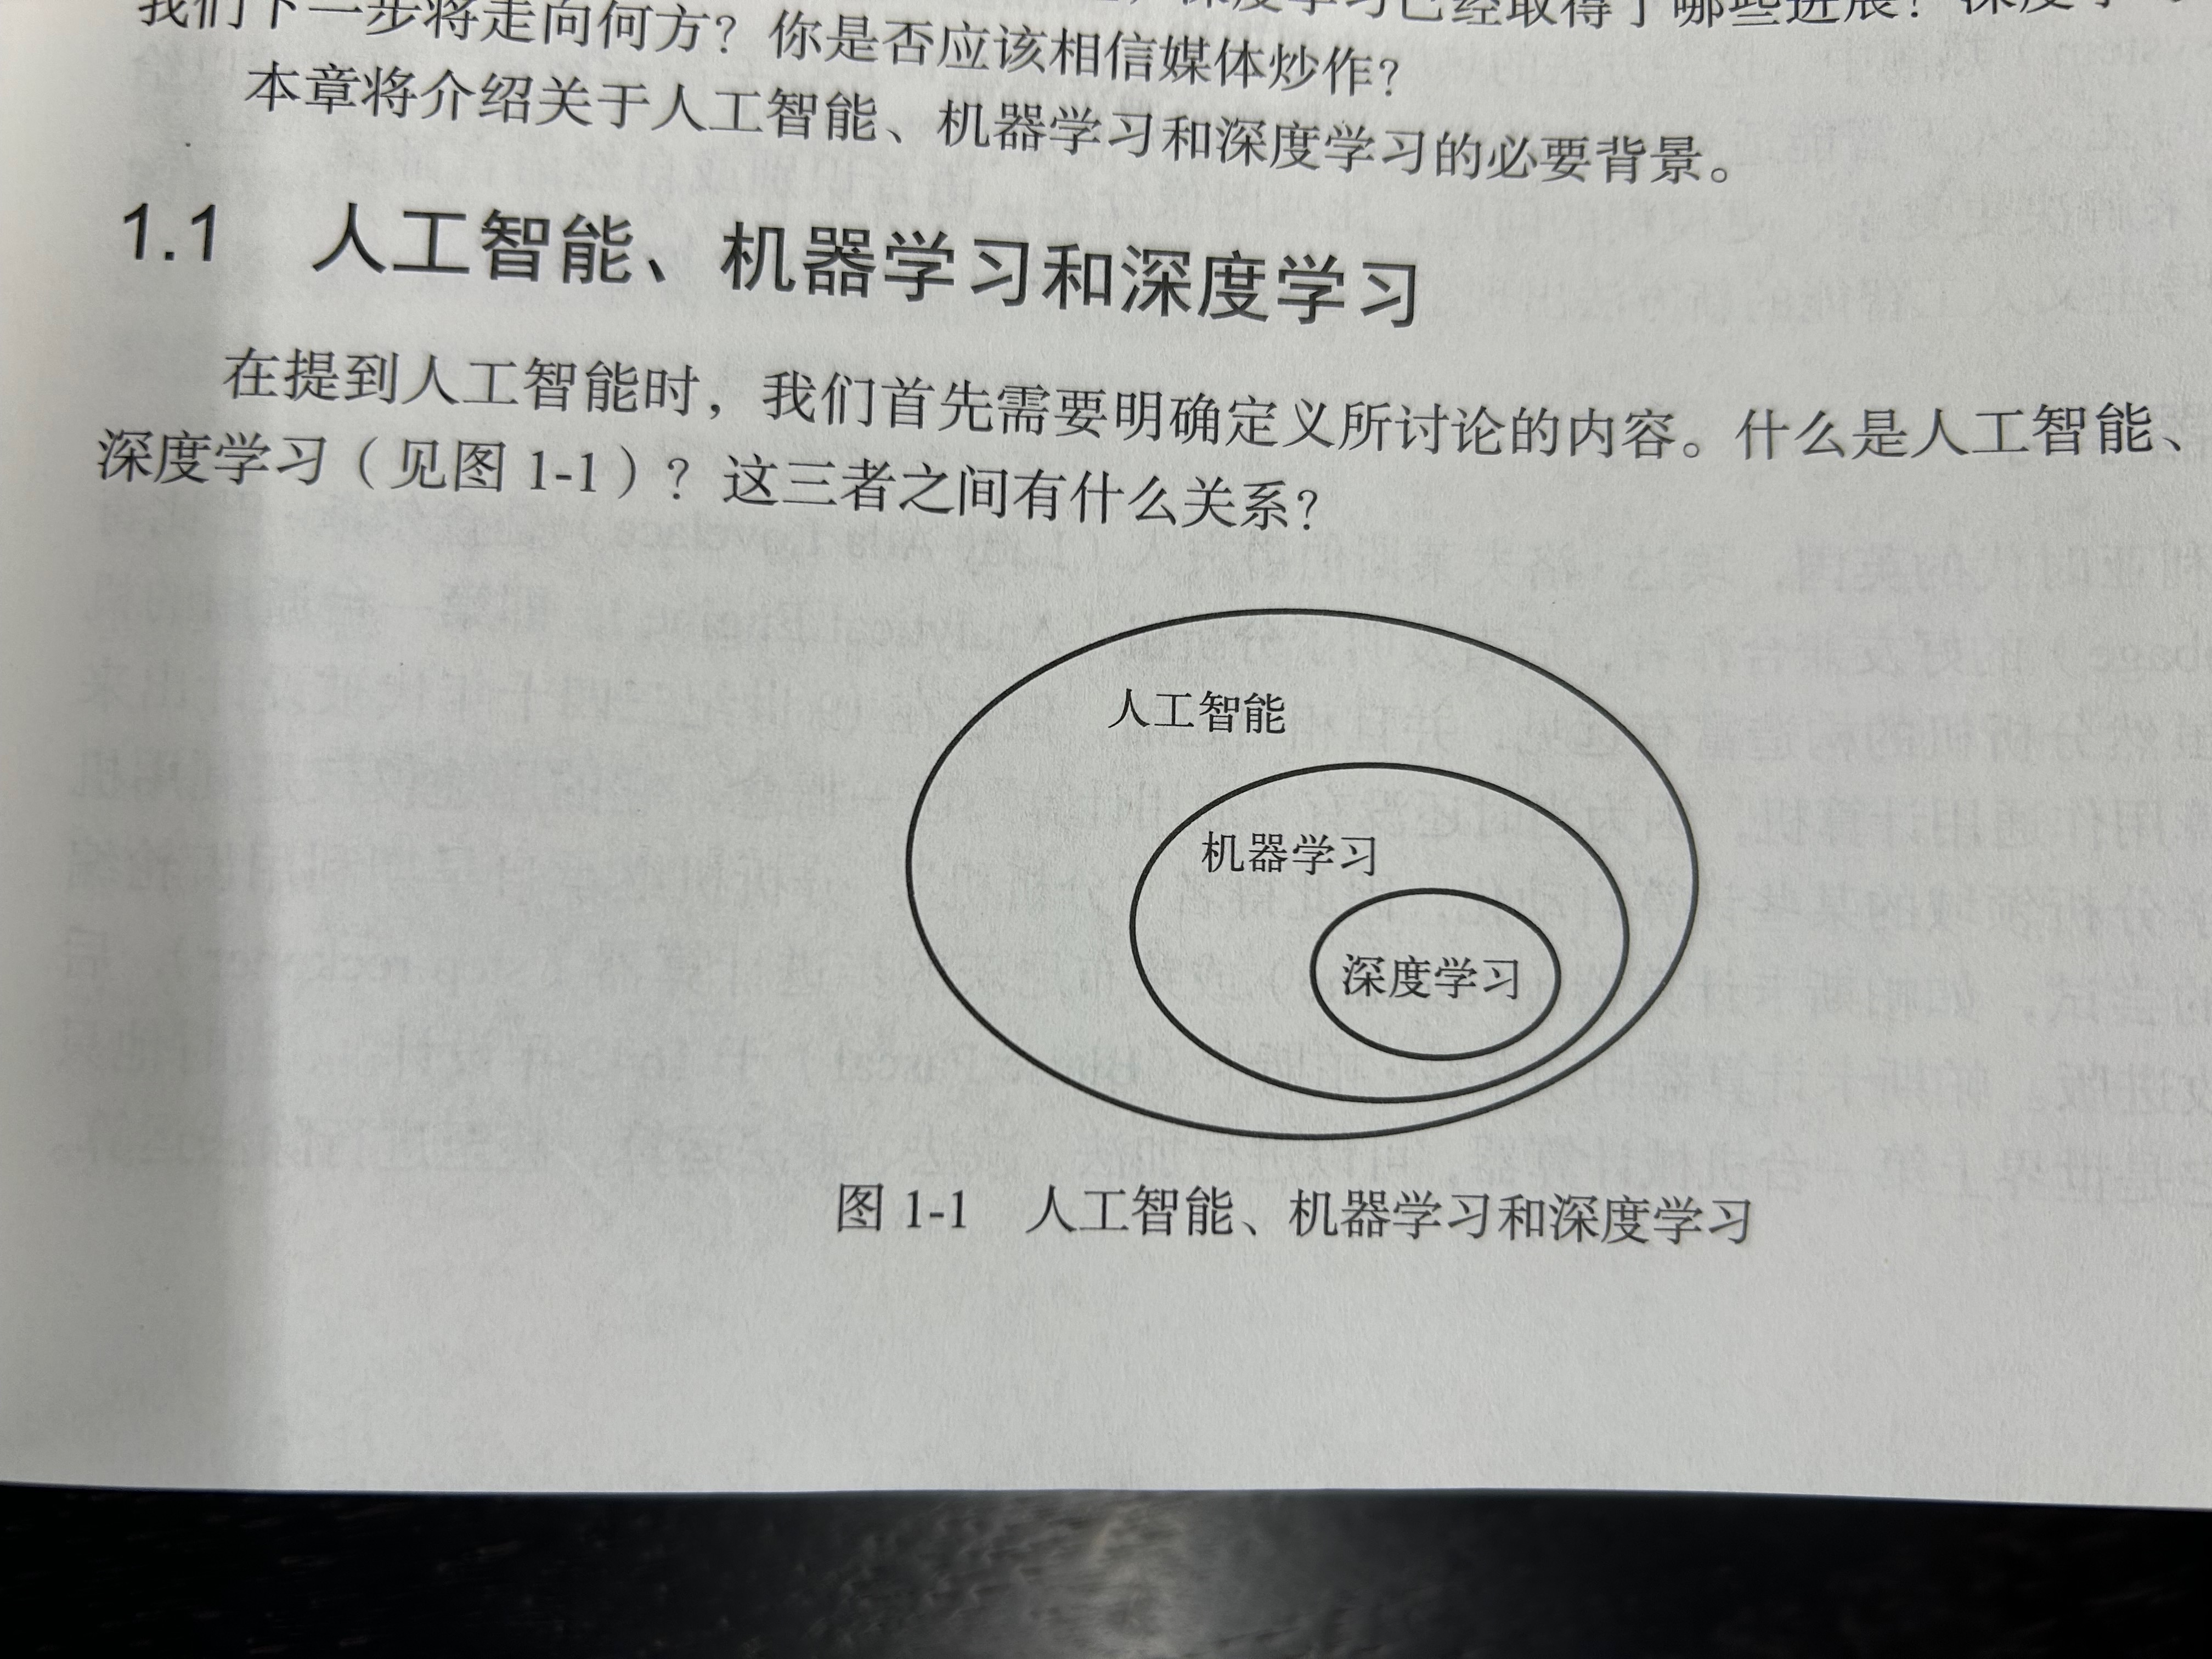 深度学习已经取得了哪些进展？深度学习
我们下一步将走向何方？你是否应该相信媒体炒作？
本章将介绍关于人工智能、机器学习和深度学习的必要背景。
1.1 人工智能、机器学习和深度学习
在提到人工智能时，我们首先需要明确定义所讨论的内容。什么是人工智能、
深度学习（见图 1-1）？这三者之间有什么关系？
人工智能
机器学习
深度学习
图 1-1 人工智能、机器学习和深度学习